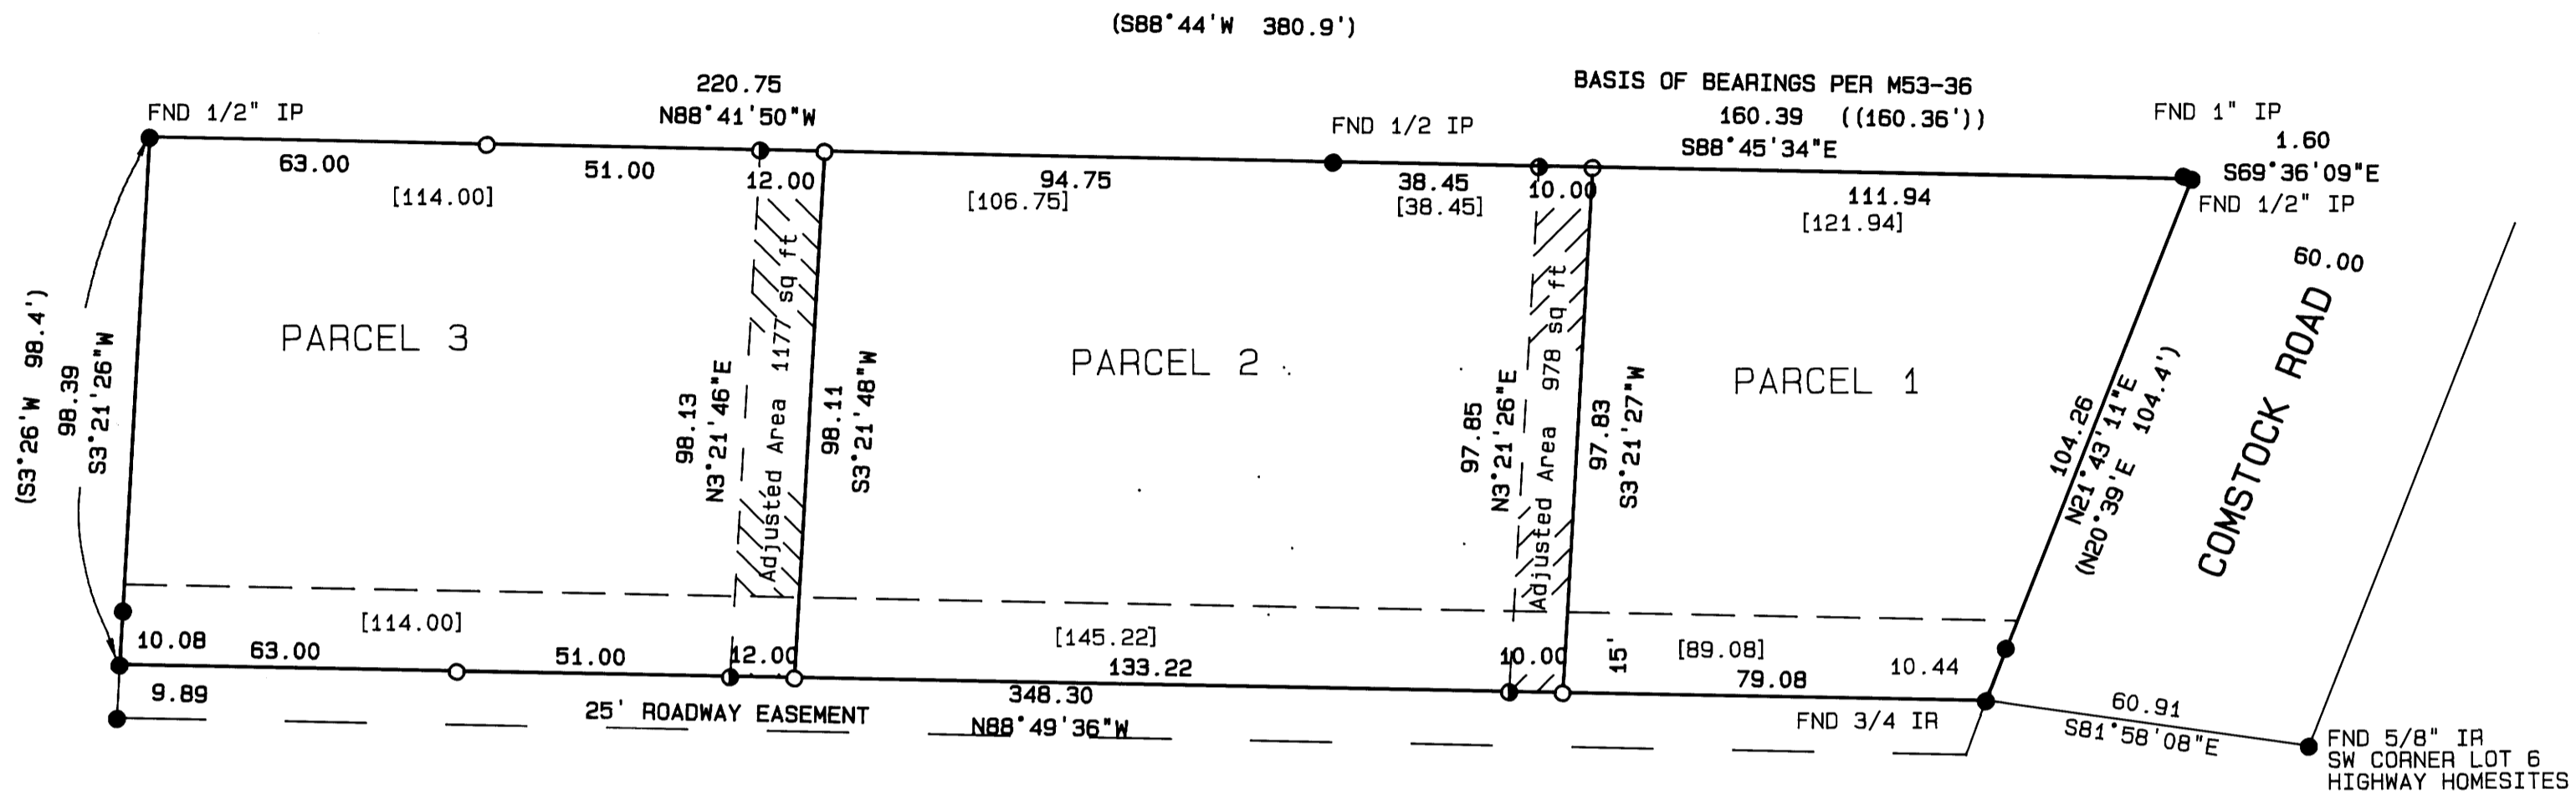 (S88°44'W 380.9')
BASIS OF BEARINGS PER M53-36
220.75
N88°41'50"W
FND 1/2" IP
160.39 ((160.36'))
S88°45'34"E
FND 1/2 IP
FND 1" IP
1.60
S69°36'09"E
FND 1/2" IP
63.00
51.00
12.00
94.75
38.45
10.00
111.94
[114.00]
[106.75]
[38.45]
[121.94]
60.00
COMSTOCK ROAD
(S3°26'W 98.4')
98.39
S3°21'26"W
PARCEL 3
98.13
N3°21'46"E
Adjusted Area 1177 sq ft
98.11
S3°21'48"W
PARCEL 2
97.85
N3°21'26"E
Adjusted Area 978 sq ft
97.83
S3°21'27"W
PARCEL 1
104.26
N21°43'11"E
(N20°39'E 104.4')
10.08
63.00
[114.00]
51.00
12.00
[145.22]
133.22
10.00
15'
[89.08]
79.08
10.44
9.89
25' ROADWAY EASEMENT
348.30
N88°49'36"W
FND 3/4 IR
60.91
S81°58'08"E
FND 5/8" IR
SW CORNER LOT 6
HIGHWAY HOMESITES